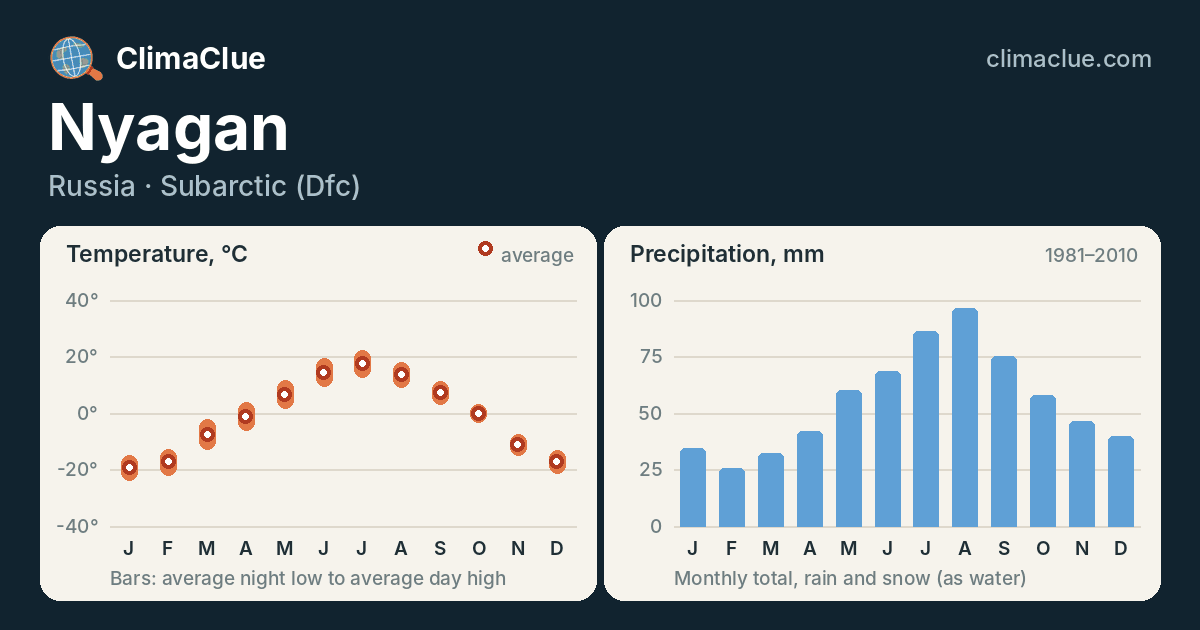 ClimaClue
climaclue.com
Nyagan
Russia · Subarctic (Dfc)
Temperature, °C
average
40°
20°
0°
-20°
-40°
J F M A M J J A S O N D
Bars: average night low to average day high
Precipitation, mm
1981–2010
100
75
50
25
0
J F M A M J J A S O N D
Monthly total, rain and snow (as water)